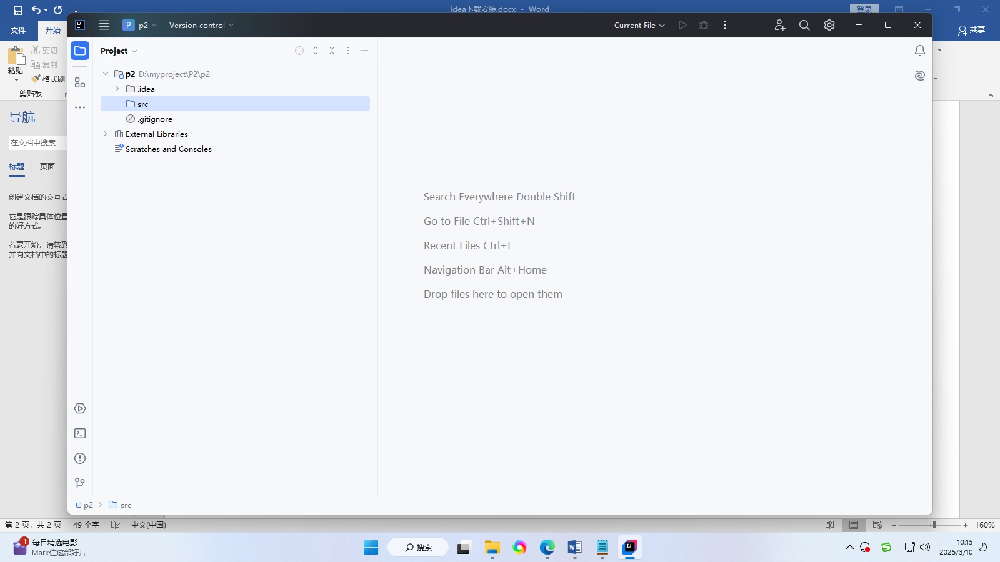 Idea下载安装.docx - Word
登录
文件
开始
共享
粘贴
剪切
复制
格式刷
剪贴板
导航
在文档中搜索
标题
页面
创建文档的交互式
它是跟踪具体位置
的好方式。
若要开始，请转到
并向文档中的标题
P p2
Version control
Current File
Project
p2 D:\myproject\P2\p2
.idea
src
.gitignore
External Libraries
Scratches and Consoles
Search Everywhere Double Shift
Go to File Ctrl+Shift+N
Recent Files Ctrl+E
Navigation Bar Alt+Home
Drop files here to open them
p2
src
第 2 页，共 2 页
49 个字
中文(中国)
160%
1
每日精选电影
Mark住这部好片
搜索
10:15
2025/3/10